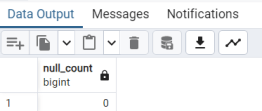 Data Output Messages Notifications
null_count
bigint
1 0